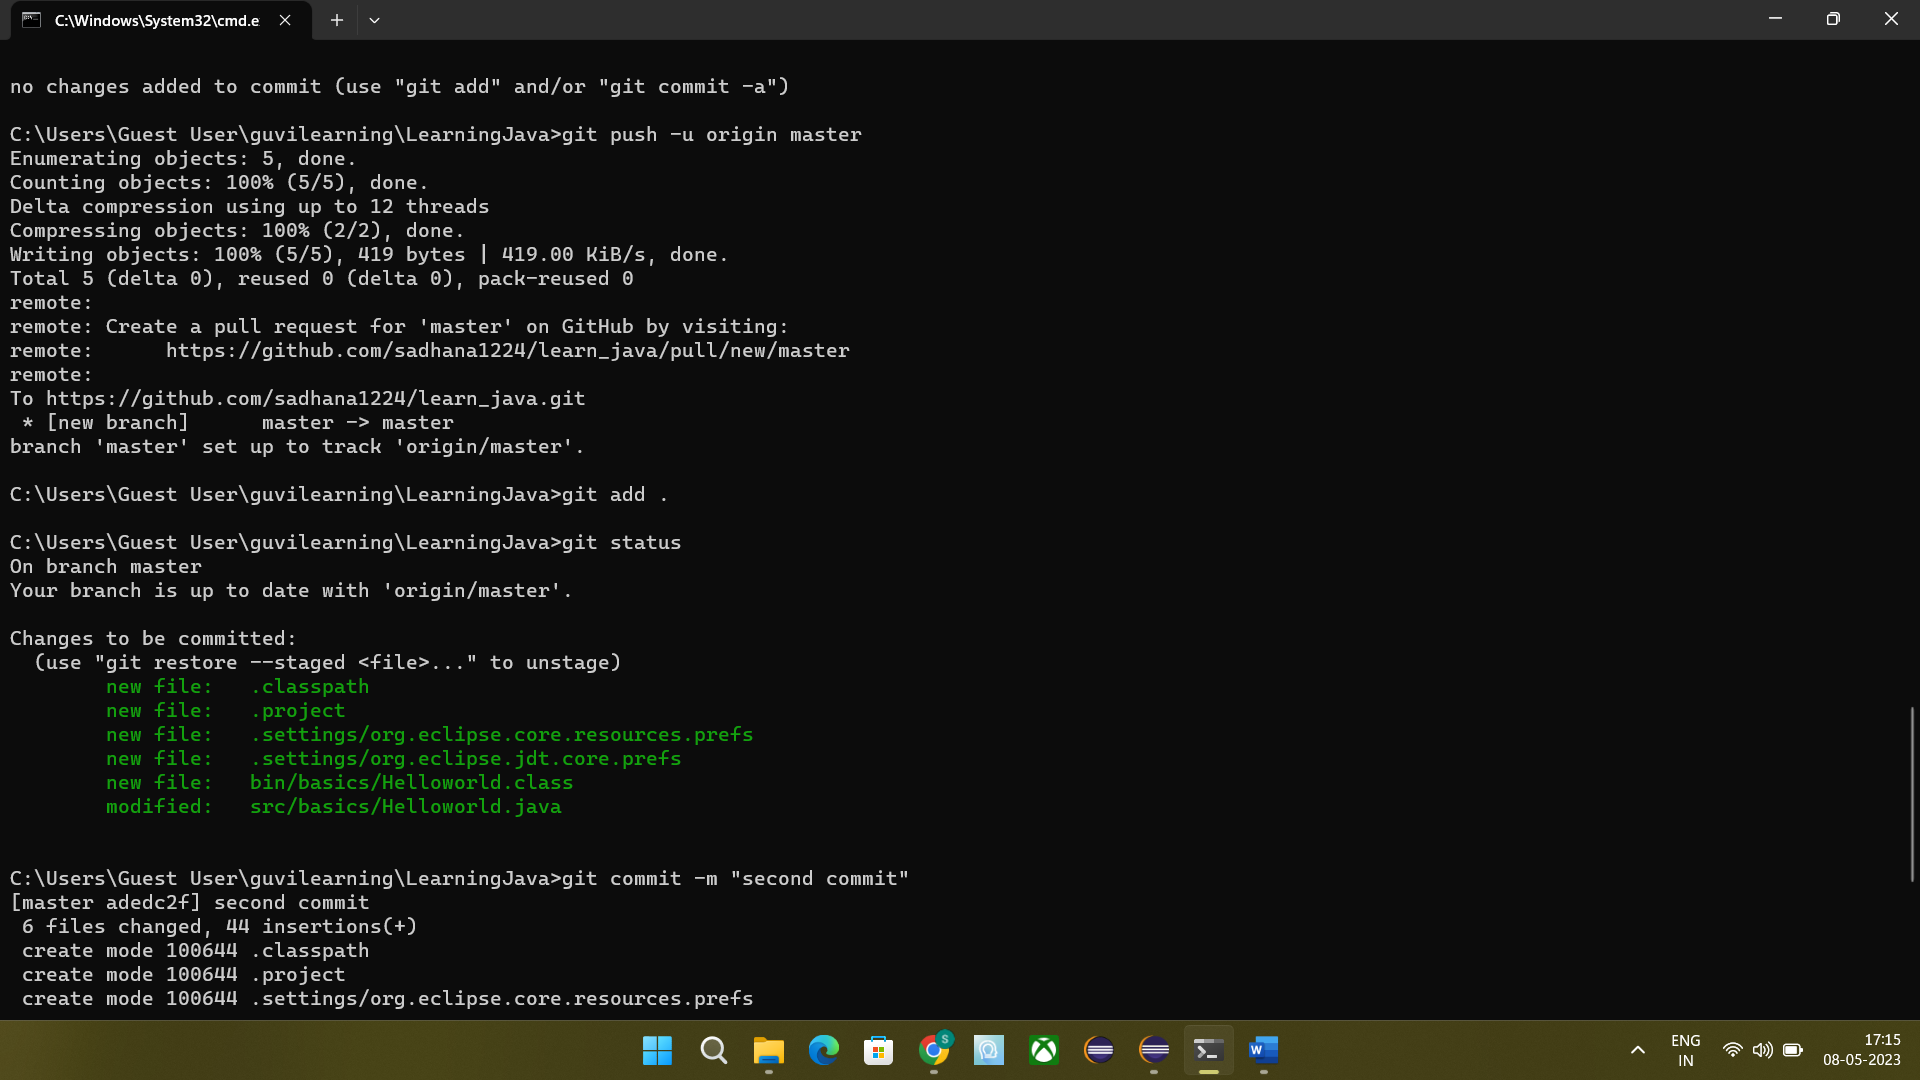 C:\Windows\System32\cmd.e
no changes added to commit (use "git add" and/or "git commit -a")
C:\Users\Guest User\guvilearning\LearningJava>git push -u origin master
Enumerating objects: 5, done.
Counting objects: 100% (5/5), done.
Delta compression using up to 12 threads
Compressing objects: 100% (2/2), done.
Writing objects: 100% (5/5), 419 bytes | 419.00 KiB/s, done.
Total 5 (delta 0), reused 0 (delta 0), pack-reused 0
remote:
remote: Create a pull request for 'master' on GitHub by visiting:
remote:      https://github.com/sadhana1224/learn_java/pull/new/master
remote:
To https://github.com/sadhana1224/learn_java.git
 * [new branch]      master -> master
branch 'master' set up to track 'origin/master'.
C:\Users\Guest User\guvilearning\LearningJava>git add .
C:\Users\Guest User\guvilearning\LearningJava>git status
On branch master
Your branch is up to date with 'origin/master'.
Changes to be committed:
  (use "git restore --staged <file>..." to unstage)
        new file:   .classpath
        new file:   .project
        new file:   .settings/org.eclipse.core.resources.prefs
        new file:   .settings/org.eclipse.jdt.core.prefs
        new file:   bin/basics/Helloworld.class
        modified:   src/basics/Helloworld.java
C:\Users\Guest User\guvilearning\LearningJava>git commit -m "second commit"
[master adedc2f] second commit
 6 files changed, 44 insertions(+)
 create mode 100644 .classpath
 create mode 100644 .project
 create mode 100644 .settings/org.eclipse.core.resources.prefs
S
W
ENG
IN
17:15
08-05-2023